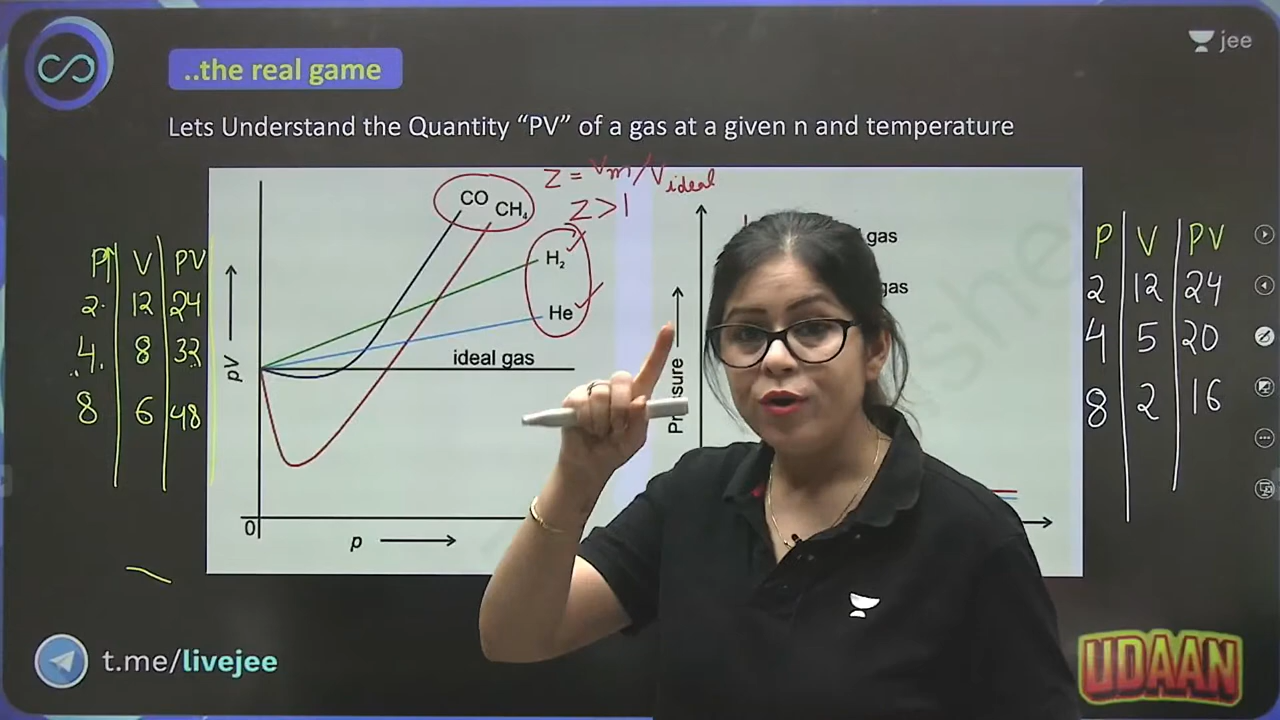 jee
..the real game
Lets Understand the Quantity “PV” of a gas at a given n and temperature
Z = Vm/Videal
Z > 1
CO
CH4
H2
He
ideal gas
pV
0
p
P V PV
2 12 24
4 8 32
8 6 48
gas
gas
P V PV
2 12 24
4 5 20
8 2 16
t.me/livejee
UDAAN